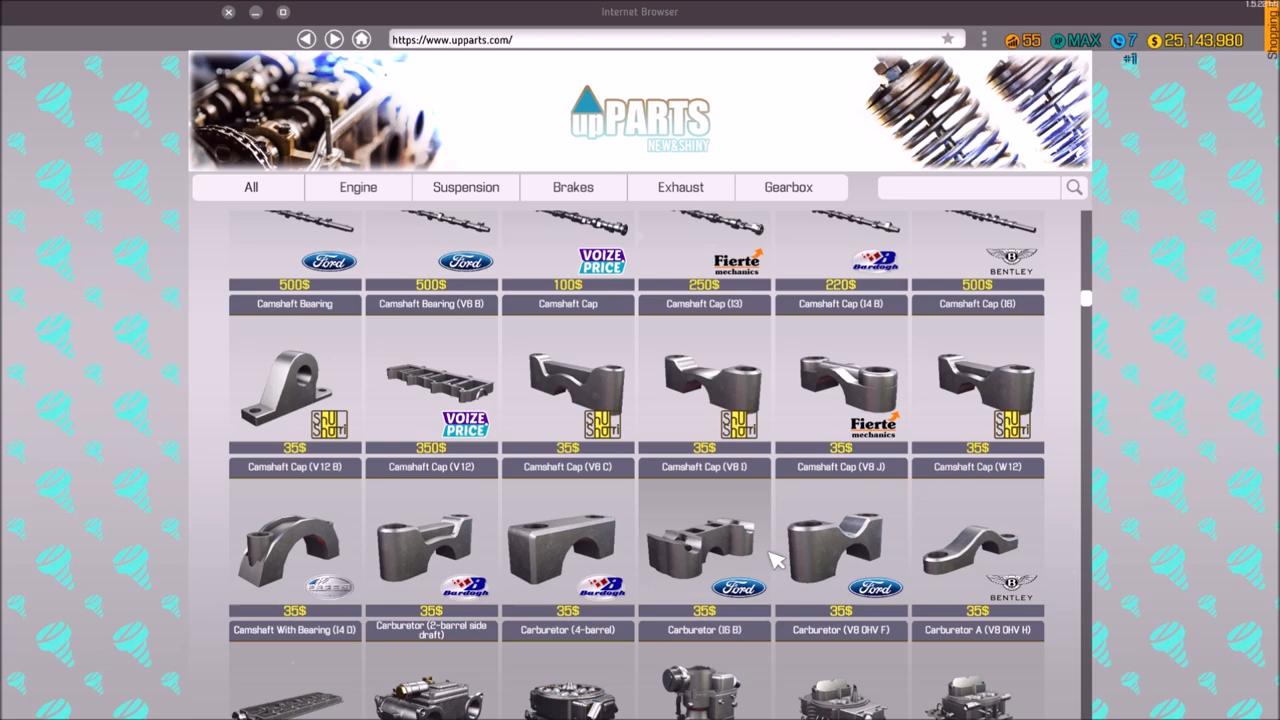 Internet Browser
1.5.22
Shopping
https://www.upparts.com/
55
MAX
7
25,143,980
#11
upPARTS
NEW&SHINY
All Engine Suspension Brakes Exhaust Gearbox
Ford Ford VOIZE PRICE Fierte mechanics Bardogh BENTLEY
500$ 500$ 100$ 250$ 220$ 500$
Camshaft Bearing Camshaft Bearing (V6 B) Camshaft Cap Camshaft Cap (I3) Camshaft Cap (I4 B) Camshaft Cap (I6)
VOIZE PRICE Fierte mechanics
35$ 350$ 35$ 35$ 35$ 35$
Camshaft Cap (V12 B) Camshaft Cap (V12) Camshaft Cap (V6 C) Camshaft Cap (V8 I) Camshaft Cap (V8 J) Camshaft Cap (W12)
Bardogh Bardogh Ford Ford BENTLEY
35$ 35$ 35$ 35$ 35$ 35$
Camshaft With Bearing (I4 D) Carburetor (2-barrel side draft) Carburetor (4-barrel) Carburetor (I6 B) Carburetor (V8 OHV F) Carburetor A (V8 OHV H)